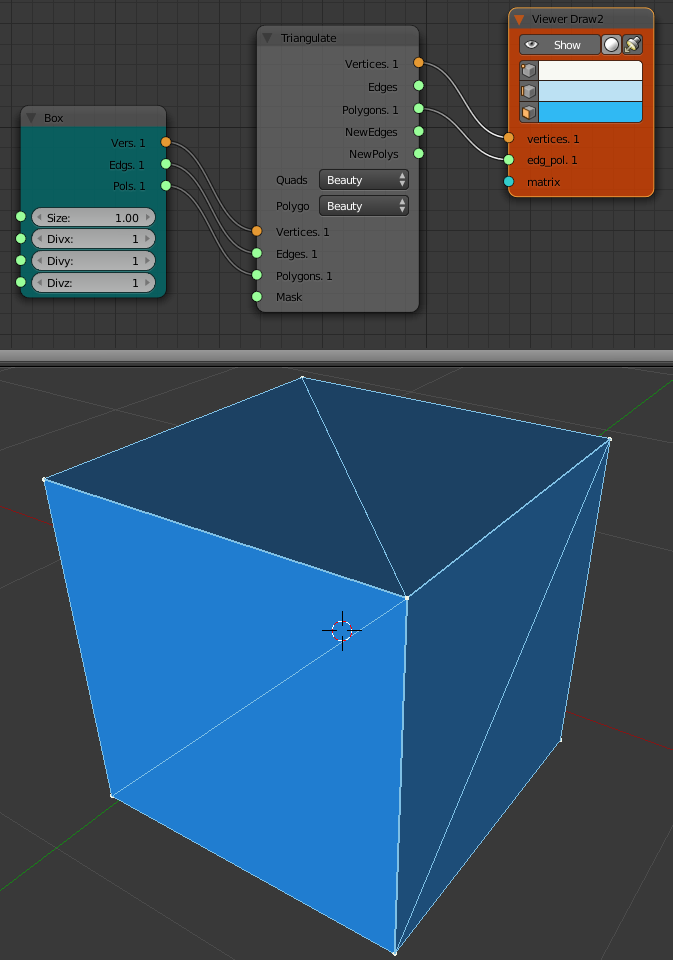 Box
Vers. 1
Edgs. 1
Pols. 1
Size: 1.00
Divx: 1
Divy: 1
Divz: 1
Triangulate
Vertices. 1
Edges
Polygons. 1
NewEdges
NewPolys
Quads Beauty
Polygo Beauty
Vertices. 1
Edges. 1
Polygons. 1
Mask
Viewer Draw2
Show
vertices. 1
edg_pol. 1
matrix